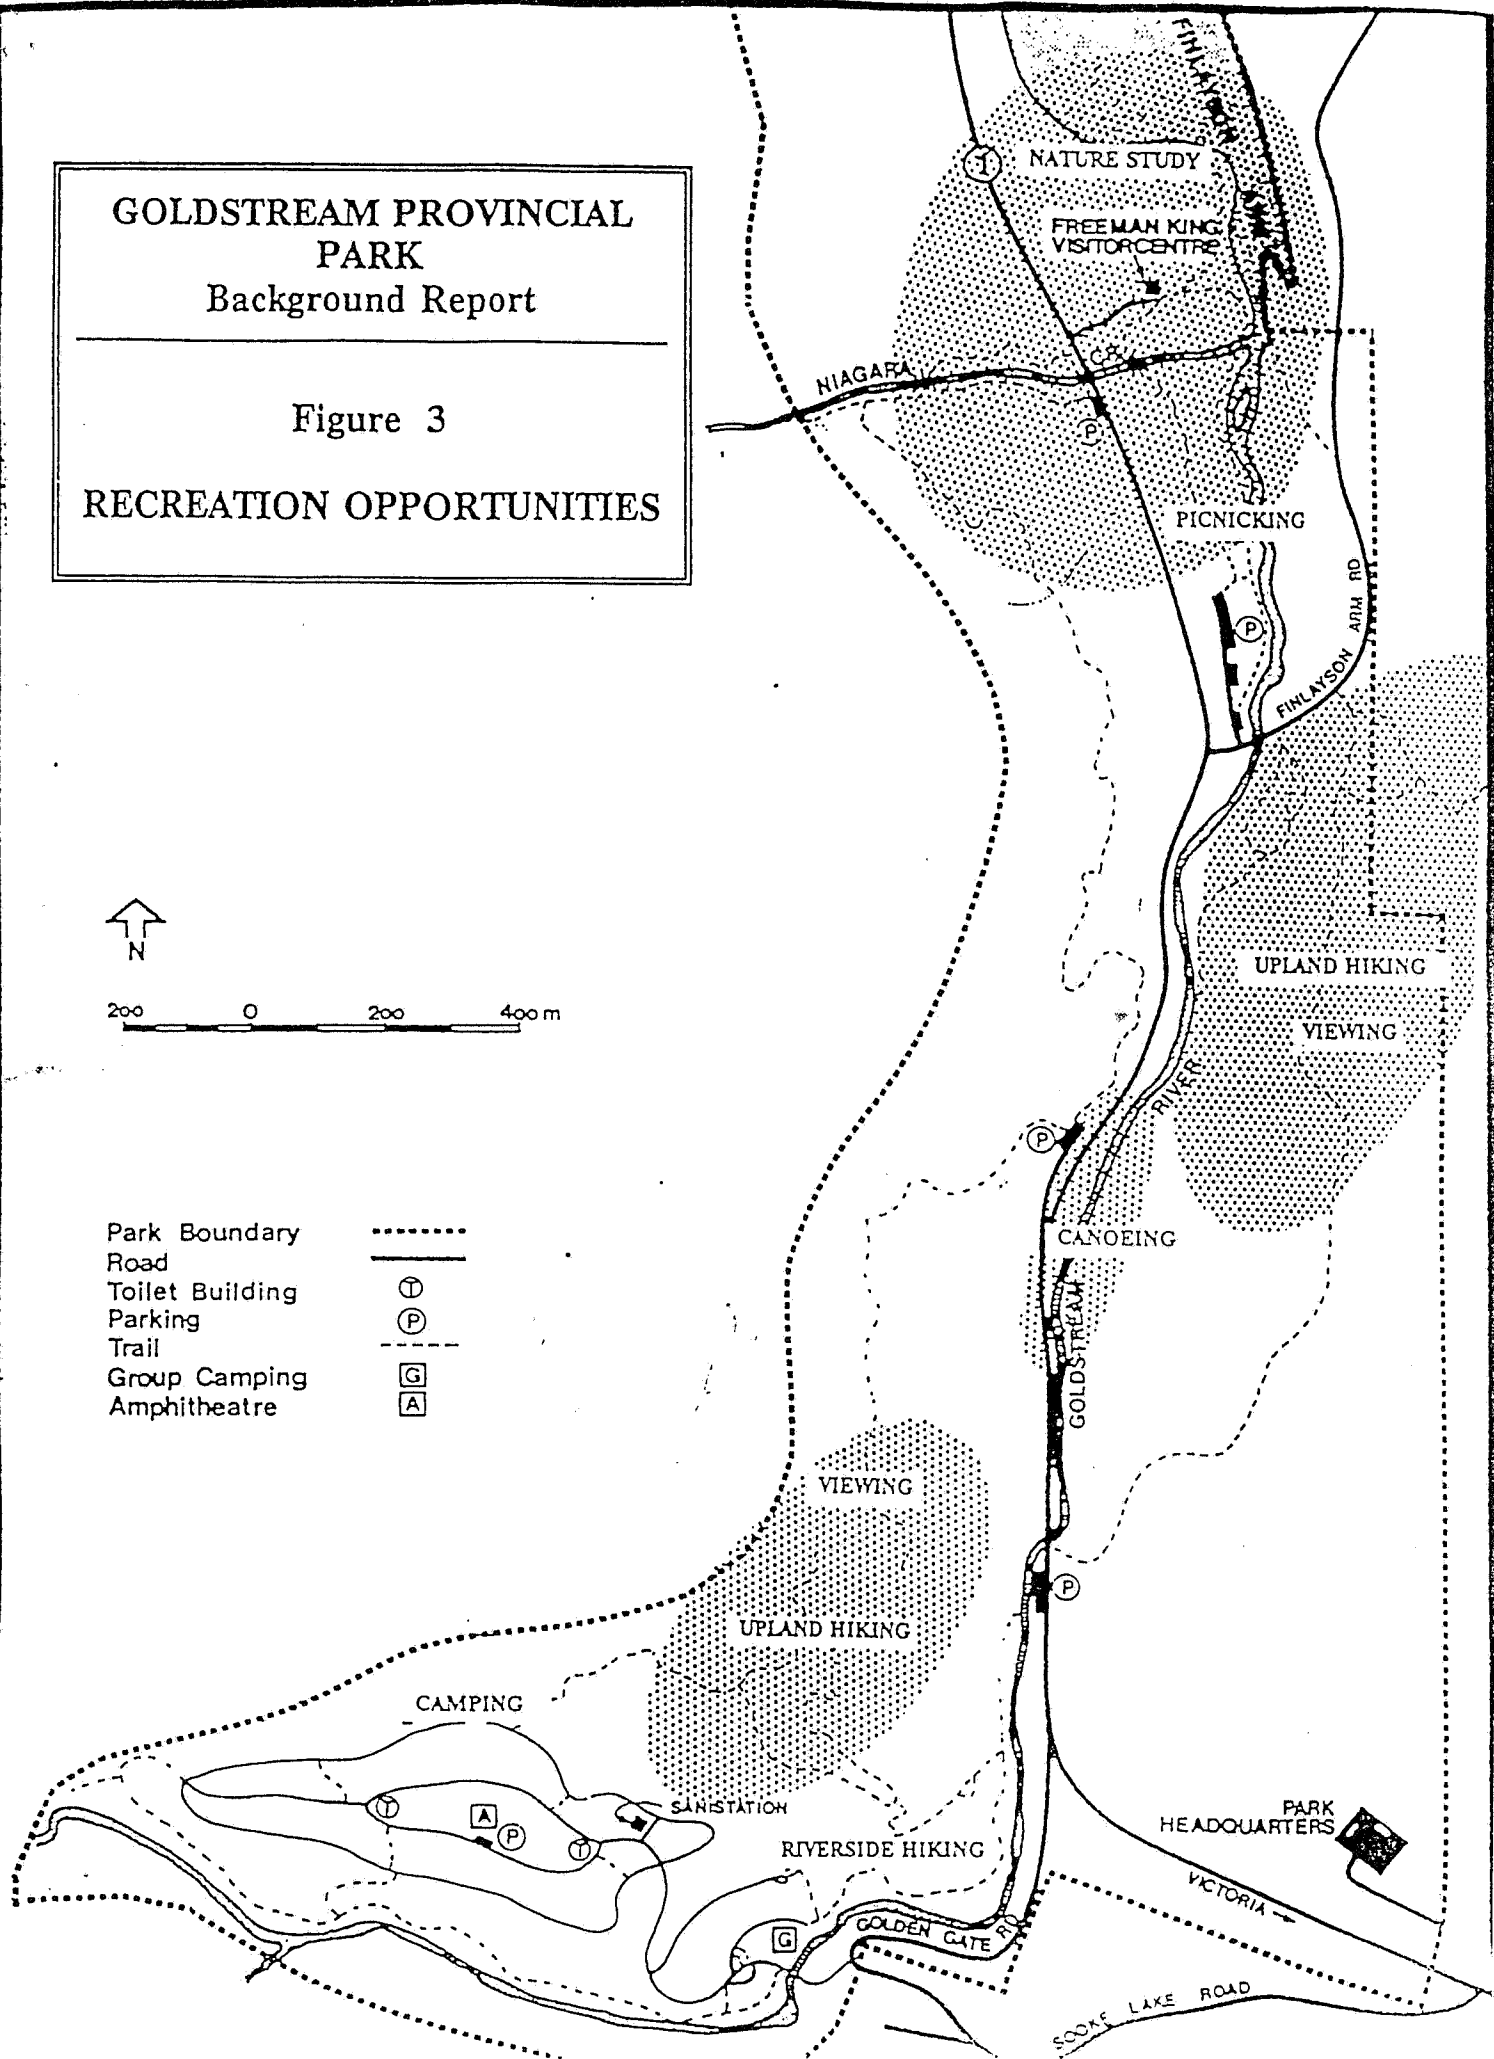 GOLDSTREAM PROVINCIAL
PARK
Background Report
Figure 3
RECREATION OPPORTUNITIES
FINLAYSON
ARM
1
NATURE STUDY
FREEMAN KING
VISITOR CENTRE
NIAGARA
CR.
P
PICNICKING
P
FINLAYSON ARM RD
N
200 0 200 400 m
UPLAND HIKING
VIEWING
RIVER
P
CANOEING
GOLDSTREAM
Park Boundary
Road
Toilet Building T
Parking P
Trail
Group Camping G
Amphitheatre A
VIEWING
P
UPLAND HIKING
CAMPING
T
A
P
T
SANISTATION
RIVERSIDE HIKING
PARK
HEADQUARTERS
VICTORIA
G
GOLDEN GATE RD
SOOKE LAKE ROAD